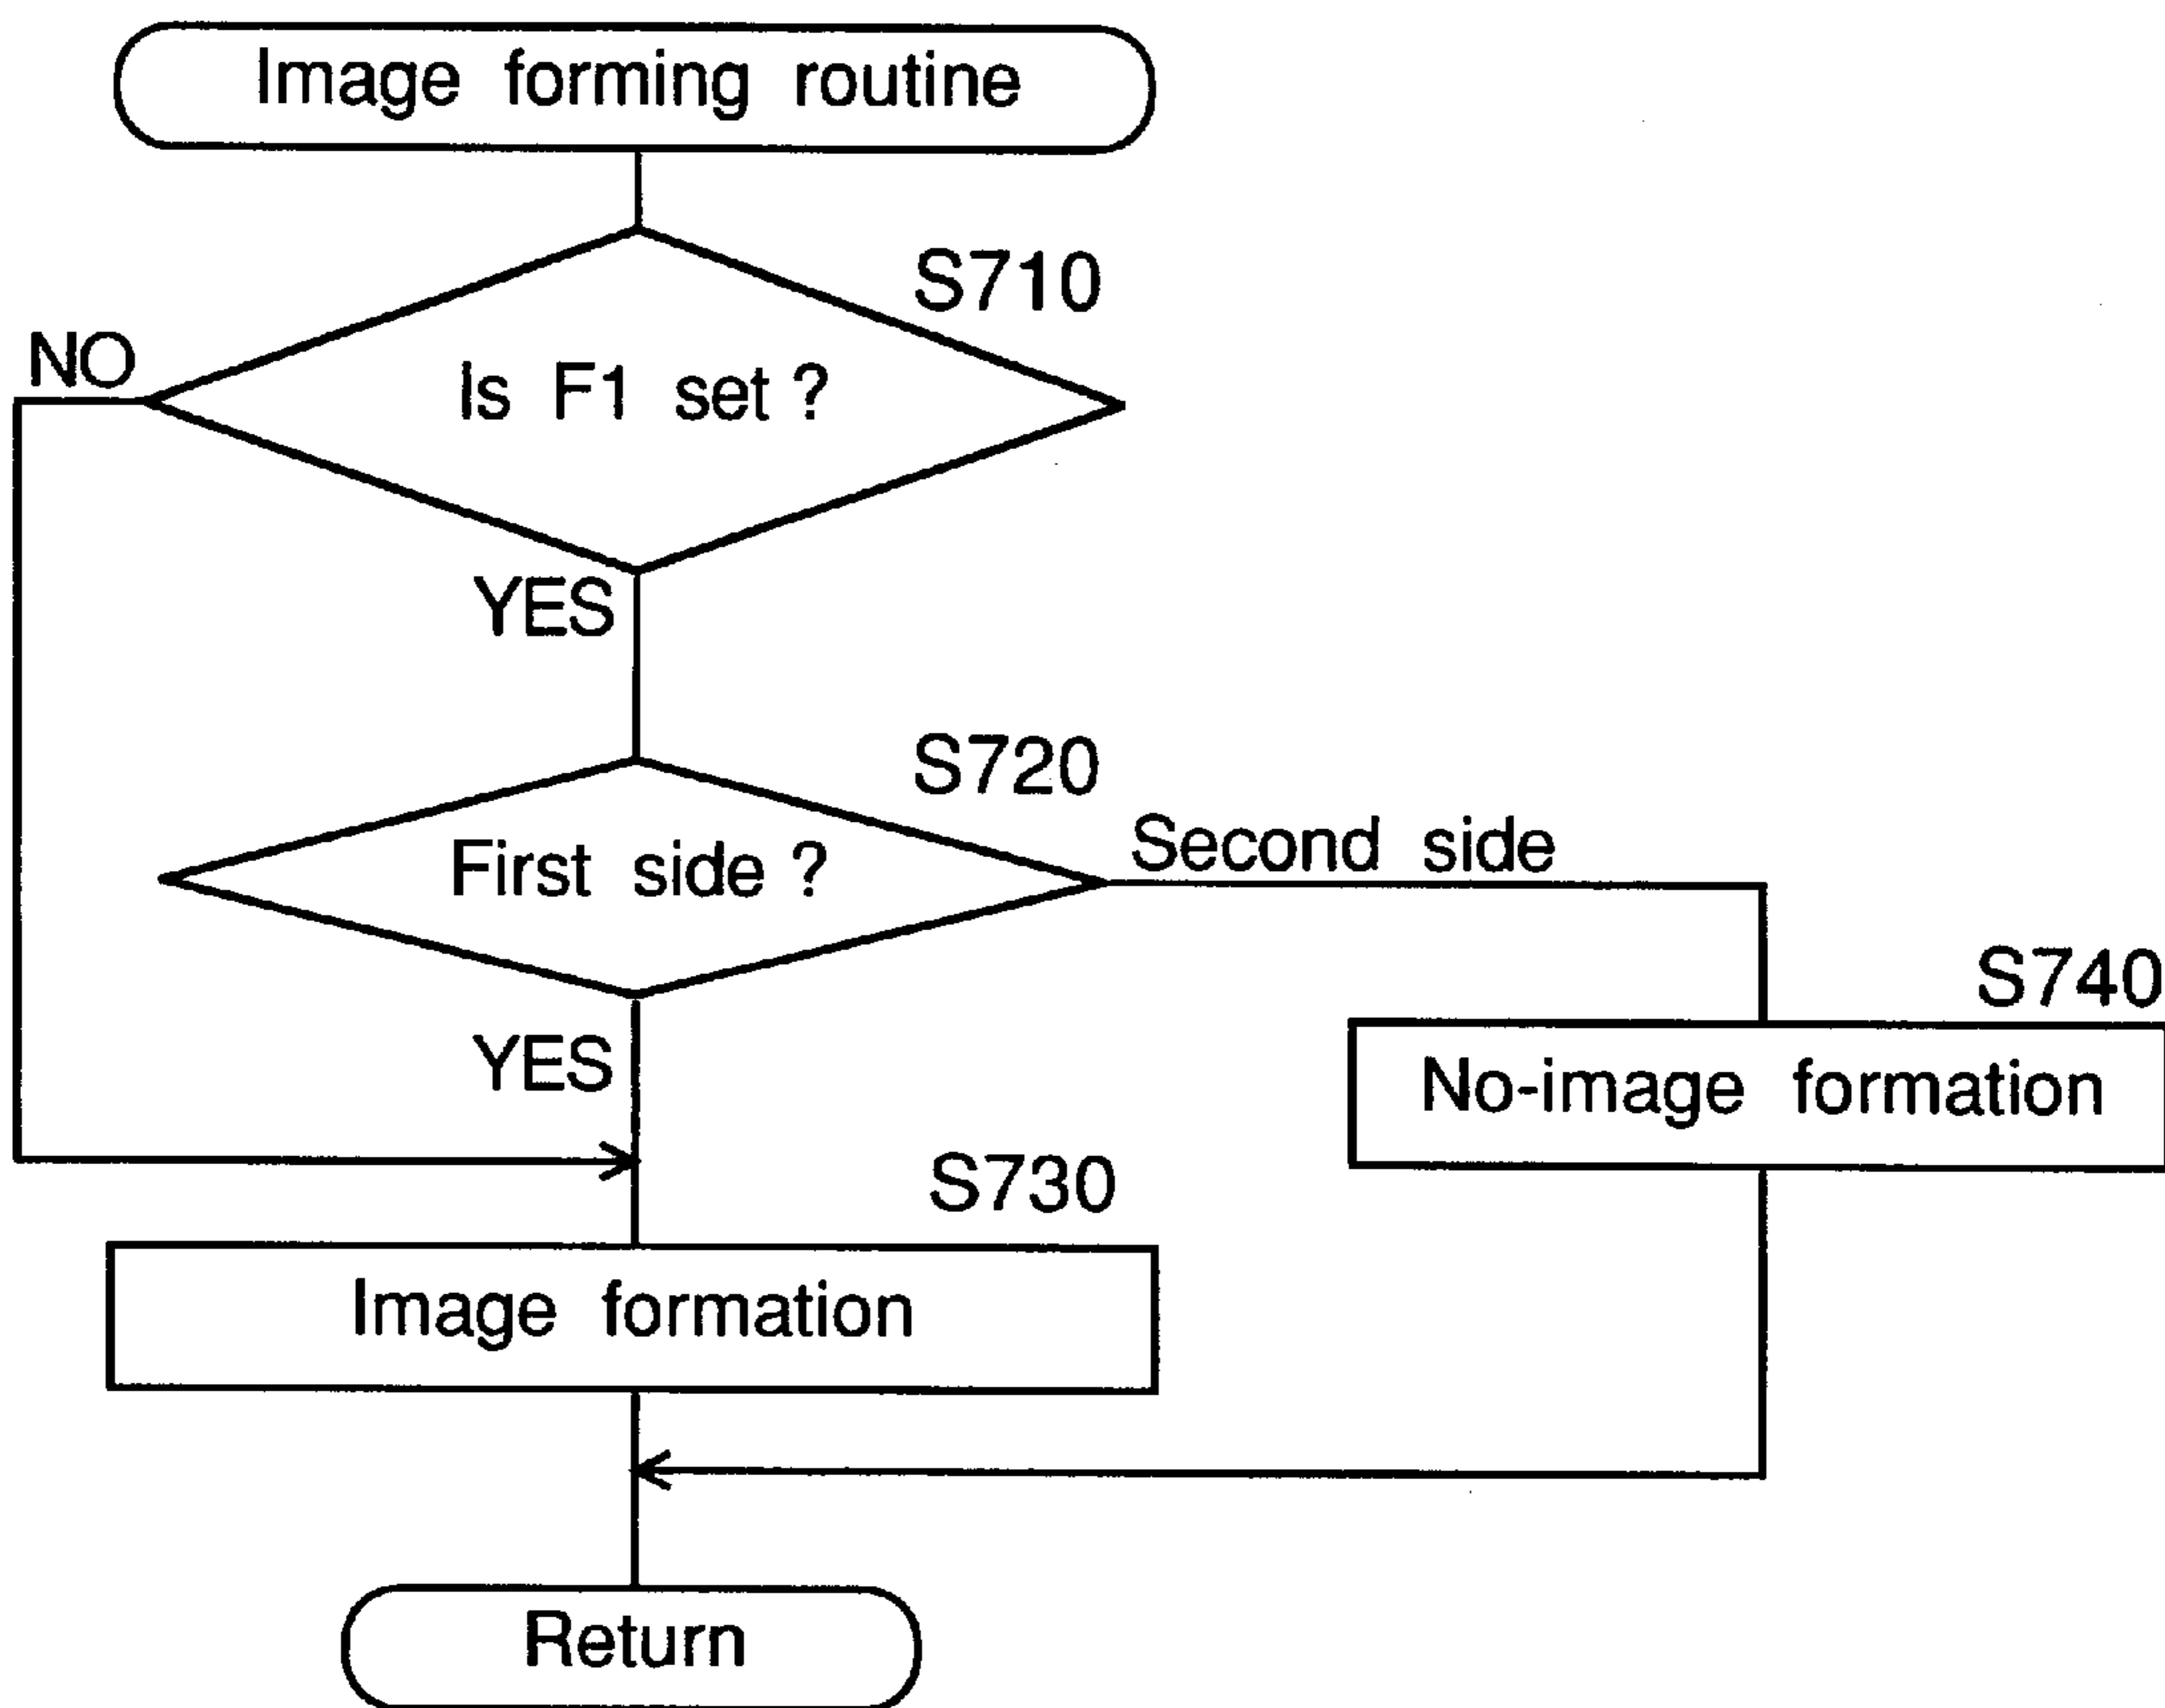 Image forming routine
S710
NO
Is F1 set ?
YES
S720
Second side
First side ?
S740
YES
No-image formation
S730
Image formation
Return